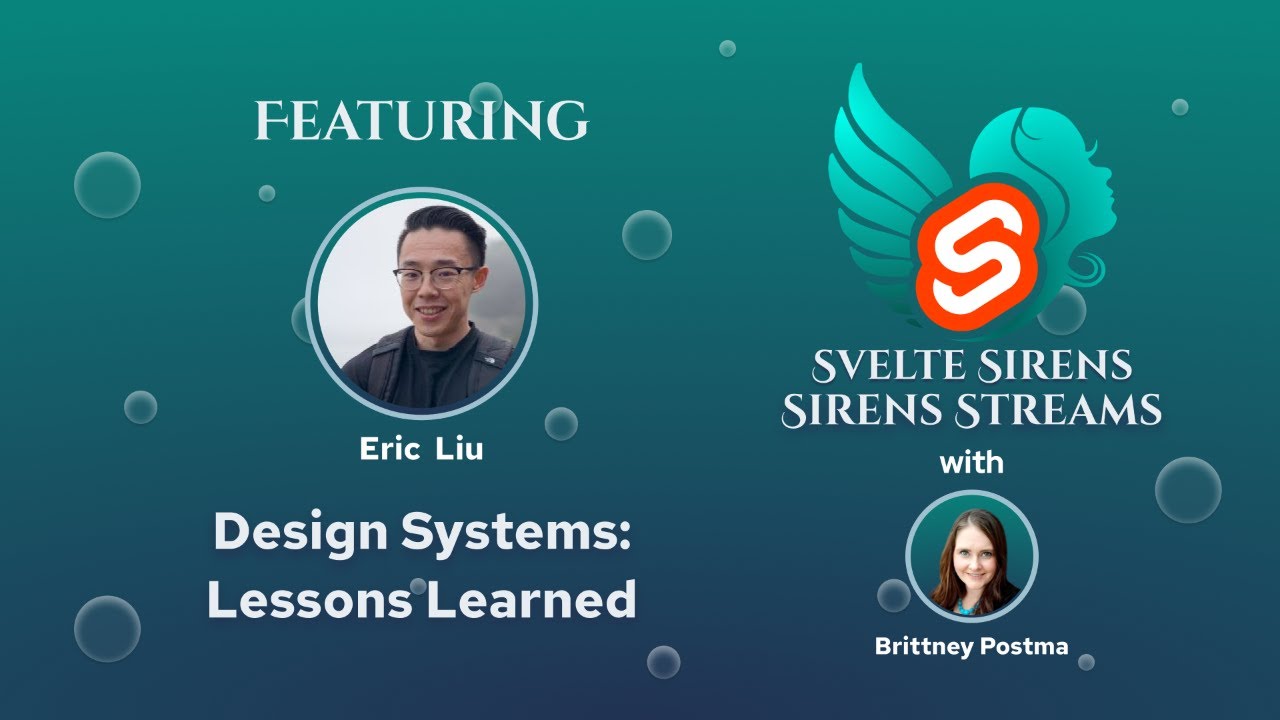 Featuring
Eric Liu
Design Systems:
Lessons Learned
Svelte Sirens
Sirens Streams
with
Brittney Postma